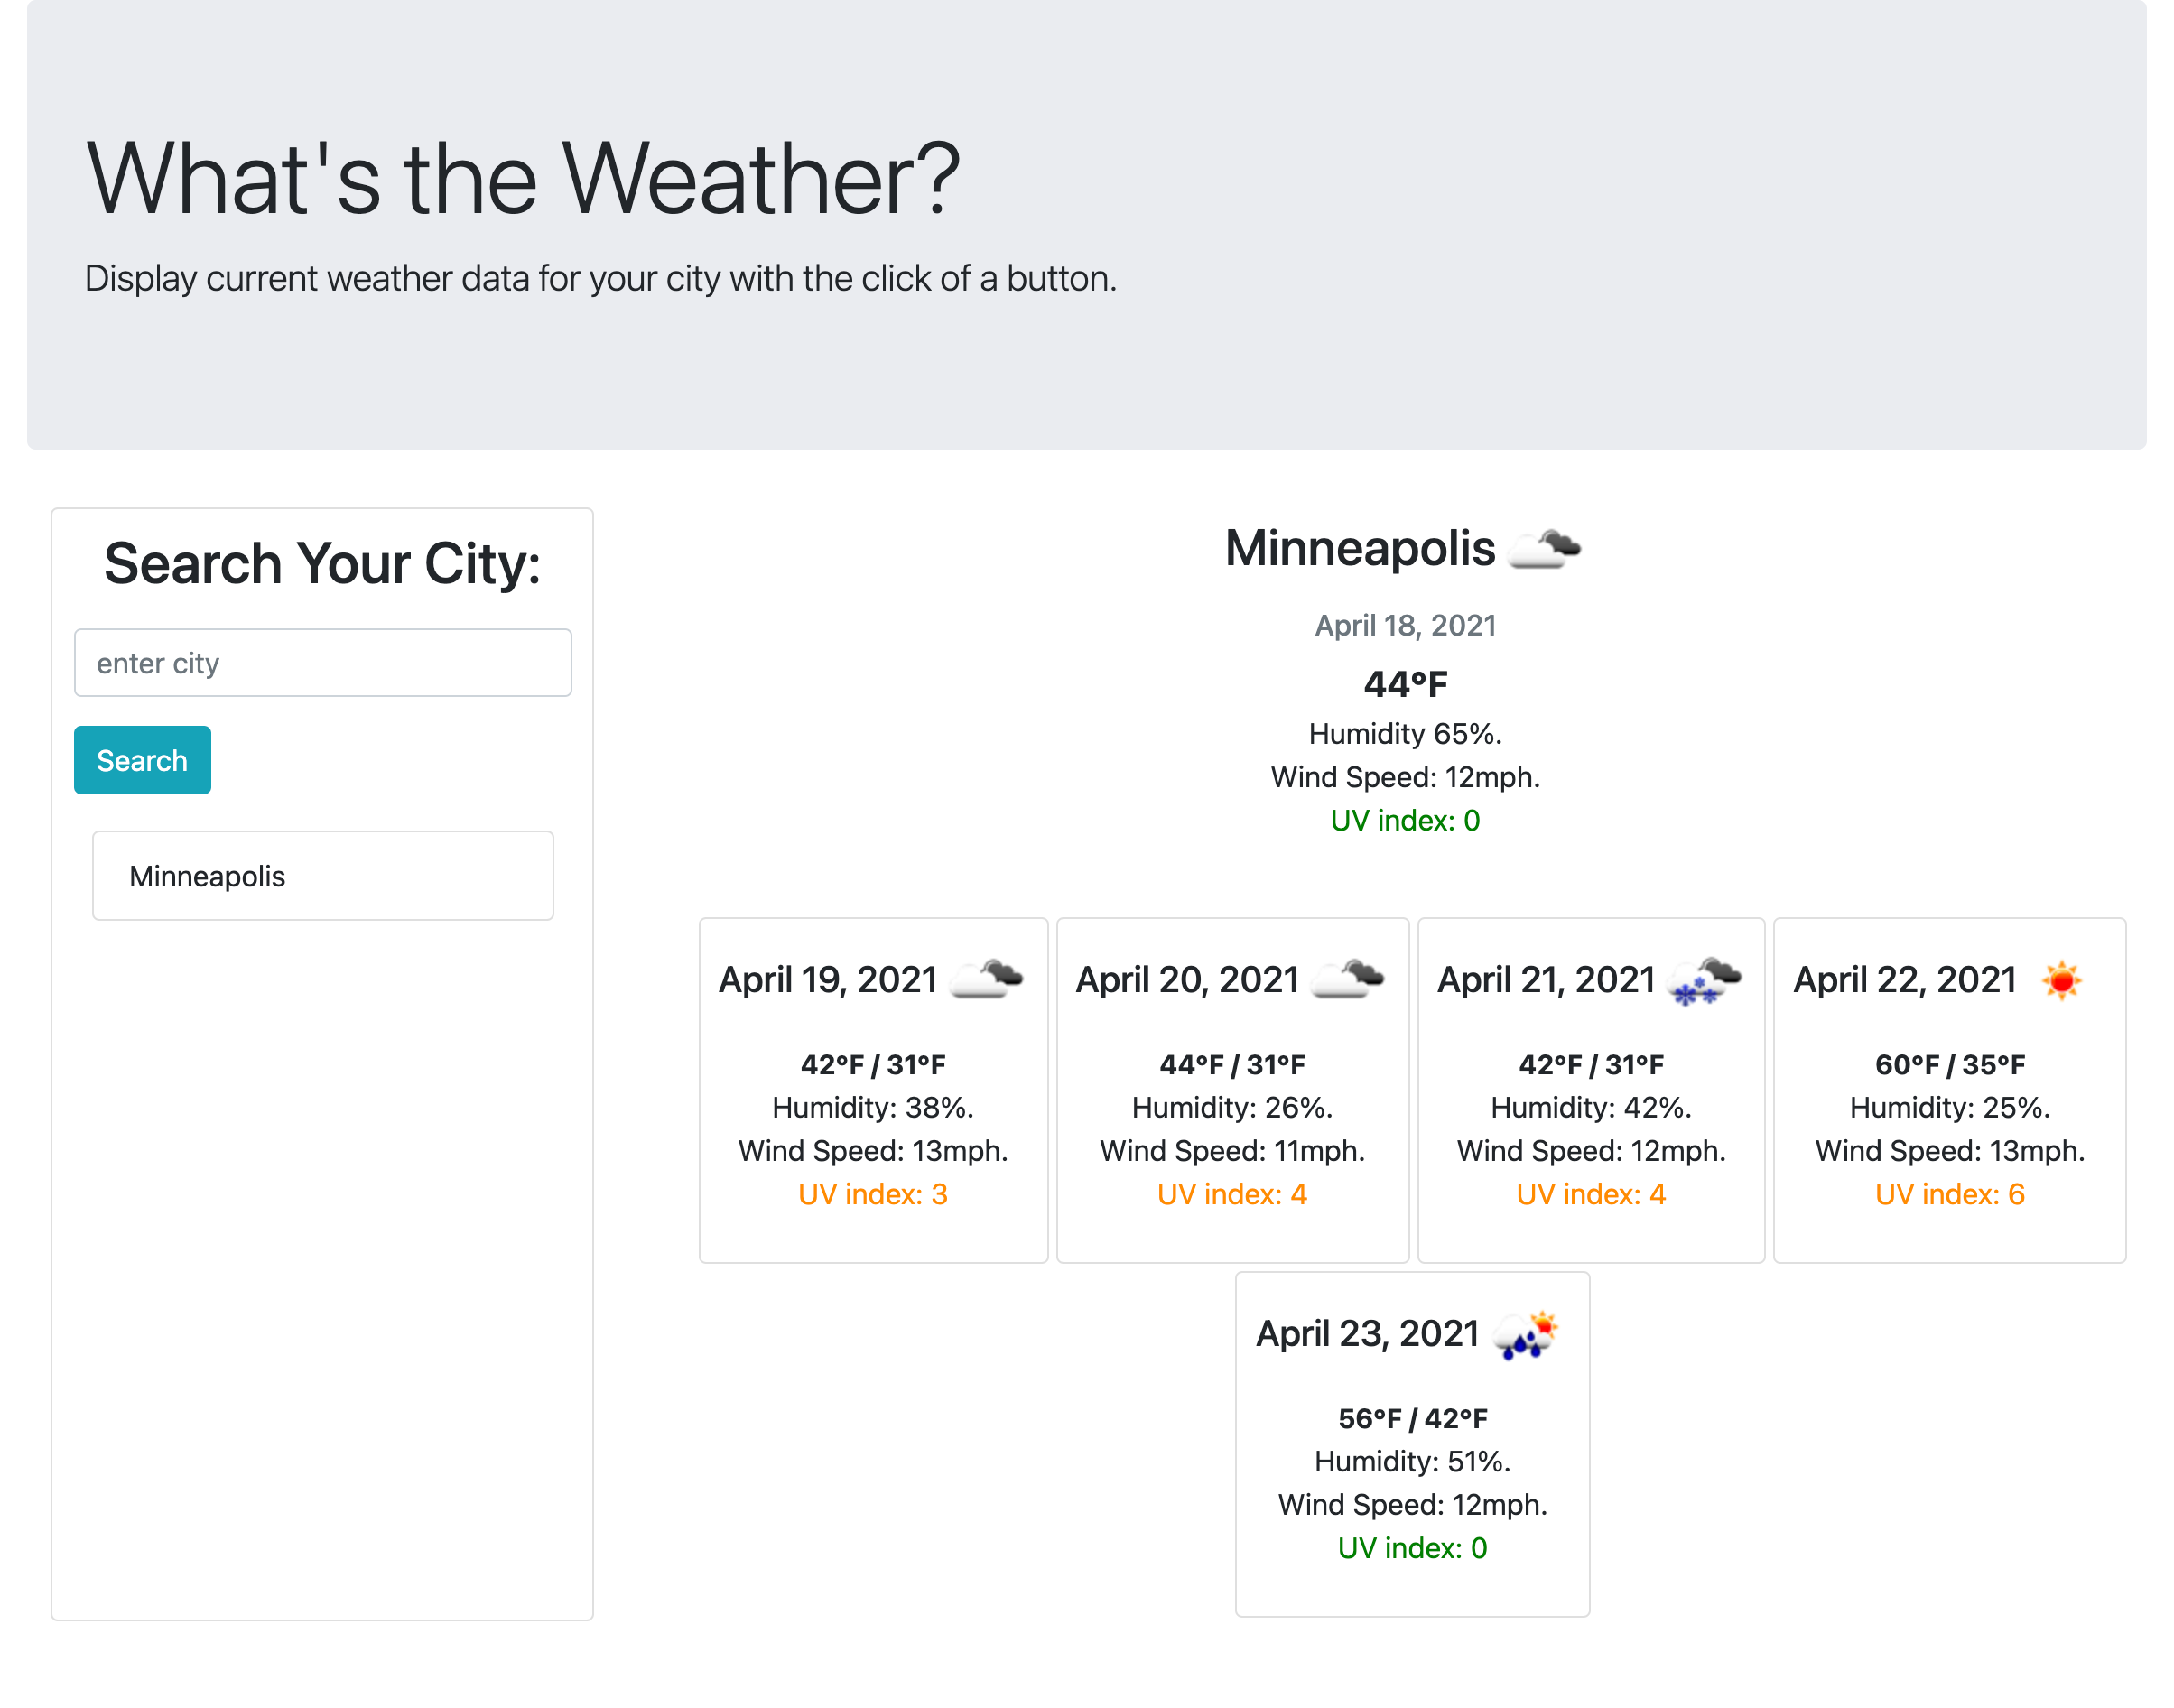 What's the Weather?
Display current weather data for your city with the click of a button.
Search Your City:
enter city
Search
Minneapolis
Minneapolis
April 18, 2021
44°F
Humidity 65%.
Wind Speed: 12mph.
UV index: 0
April 19, 2021
42°F / 31°F
Humidity: 38%.
Wind Speed: 13mph.
UV index: 3
April 20, 2021
44°F / 31°F
Humidity: 26%.
Wind Speed: 11mph.
UV index: 4
April 21, 2021
42°F / 31°F
Humidity: 42%.
Wind Speed: 12mph.
UV index: 4
April 22, 2021
60°F / 35°F
Humidity: 25%.
Wind Speed: 13mph.
UV index: 6
April 23, 2021
56°F / 42°F
Humidity: 51%.
Wind Speed: 12mph.
UV index: 0